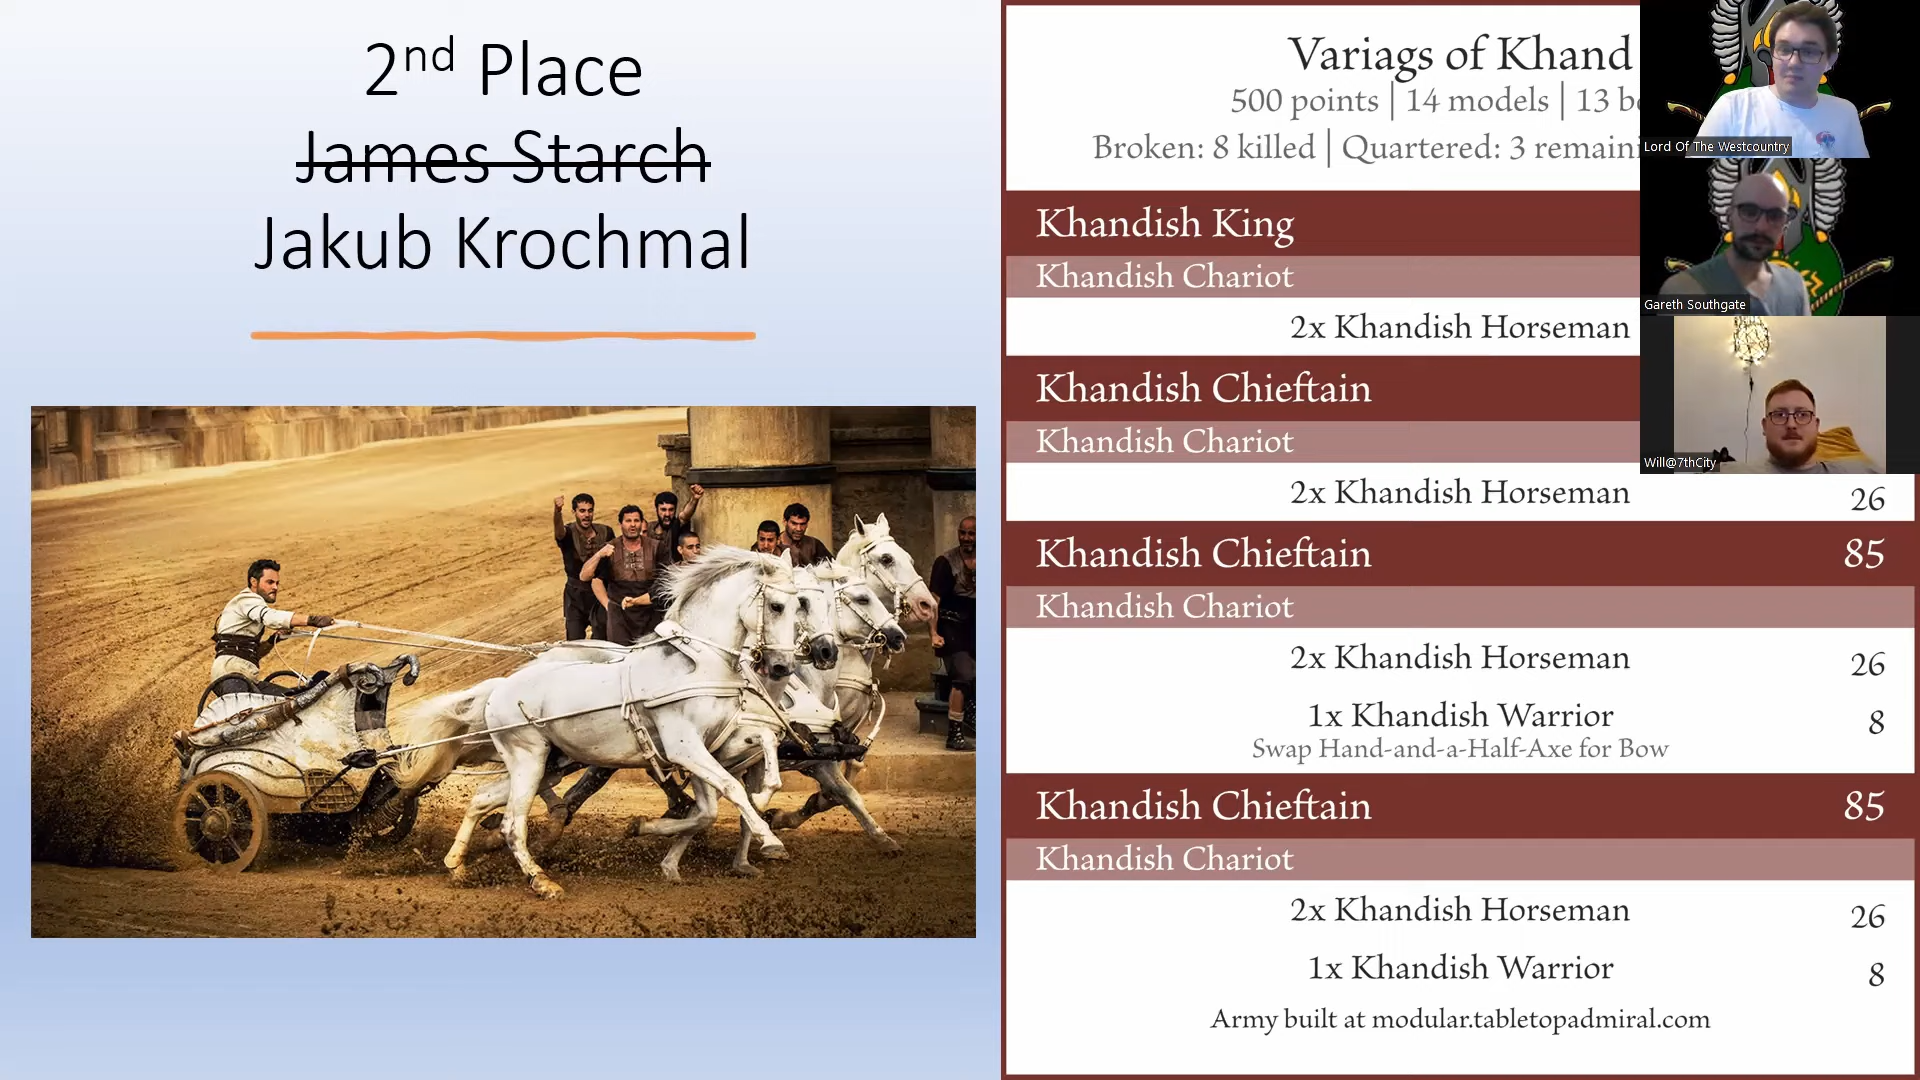 2nd Place
James Starch
Jakub Krochmal
Variags of Khand
500 points | 14 models | 13
Broken: 8 killed | Quartered: 3
Khandish King
Khandish Chariot
2x Khandish Horseman
Khandish Chieftain
Khandish Chariot
2x Khandish Horseman 26
Khandish Chieftain 85
Khandish Chariot
2x Khandish Horseman 26
1x Khandish Warrior 8
Swap Hand-and-a-Half-Axe for Bow
Khandish Chieftain 85
Khandish Chariot
2x Khandish Horseman 26
1x Khandish Warrior 8
Army built at modular.tabletopadmiral.com
Lord Of The Westcountry
Gareth Southgate
Will@7thCity